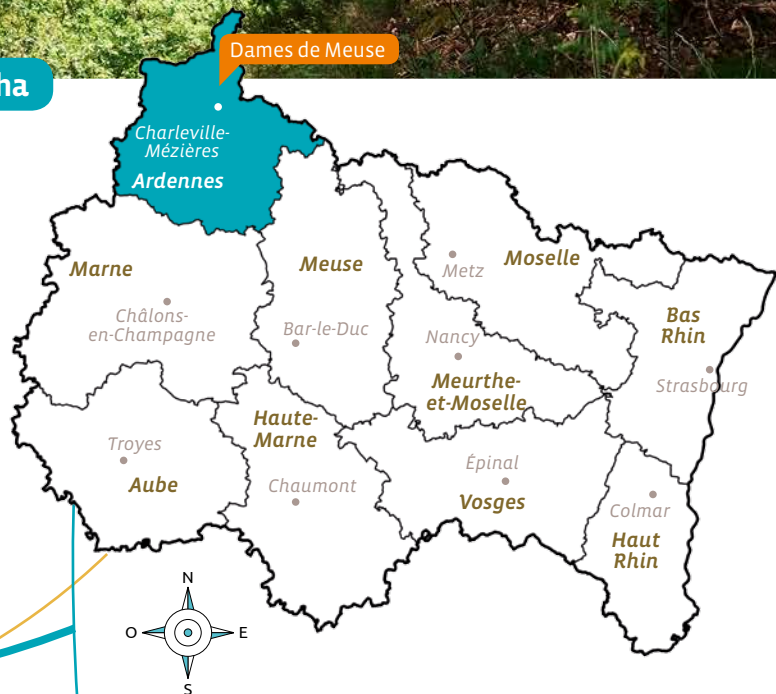 Dames de Meuse
ha
Charleville-
Mézières
Ardennes
Marne
Châlons-
en-Champagne
Meuse
Bar-le-Duc
Metz
Moselle
Nancy
Meurthe-
et-Moselle
Bas
Rhin
Strasbourg
Haute-
Marne
Chaumont
Troyes
Aube
Épinal
Vosges
Colmar
Haut
Rhin
N
O
E
S